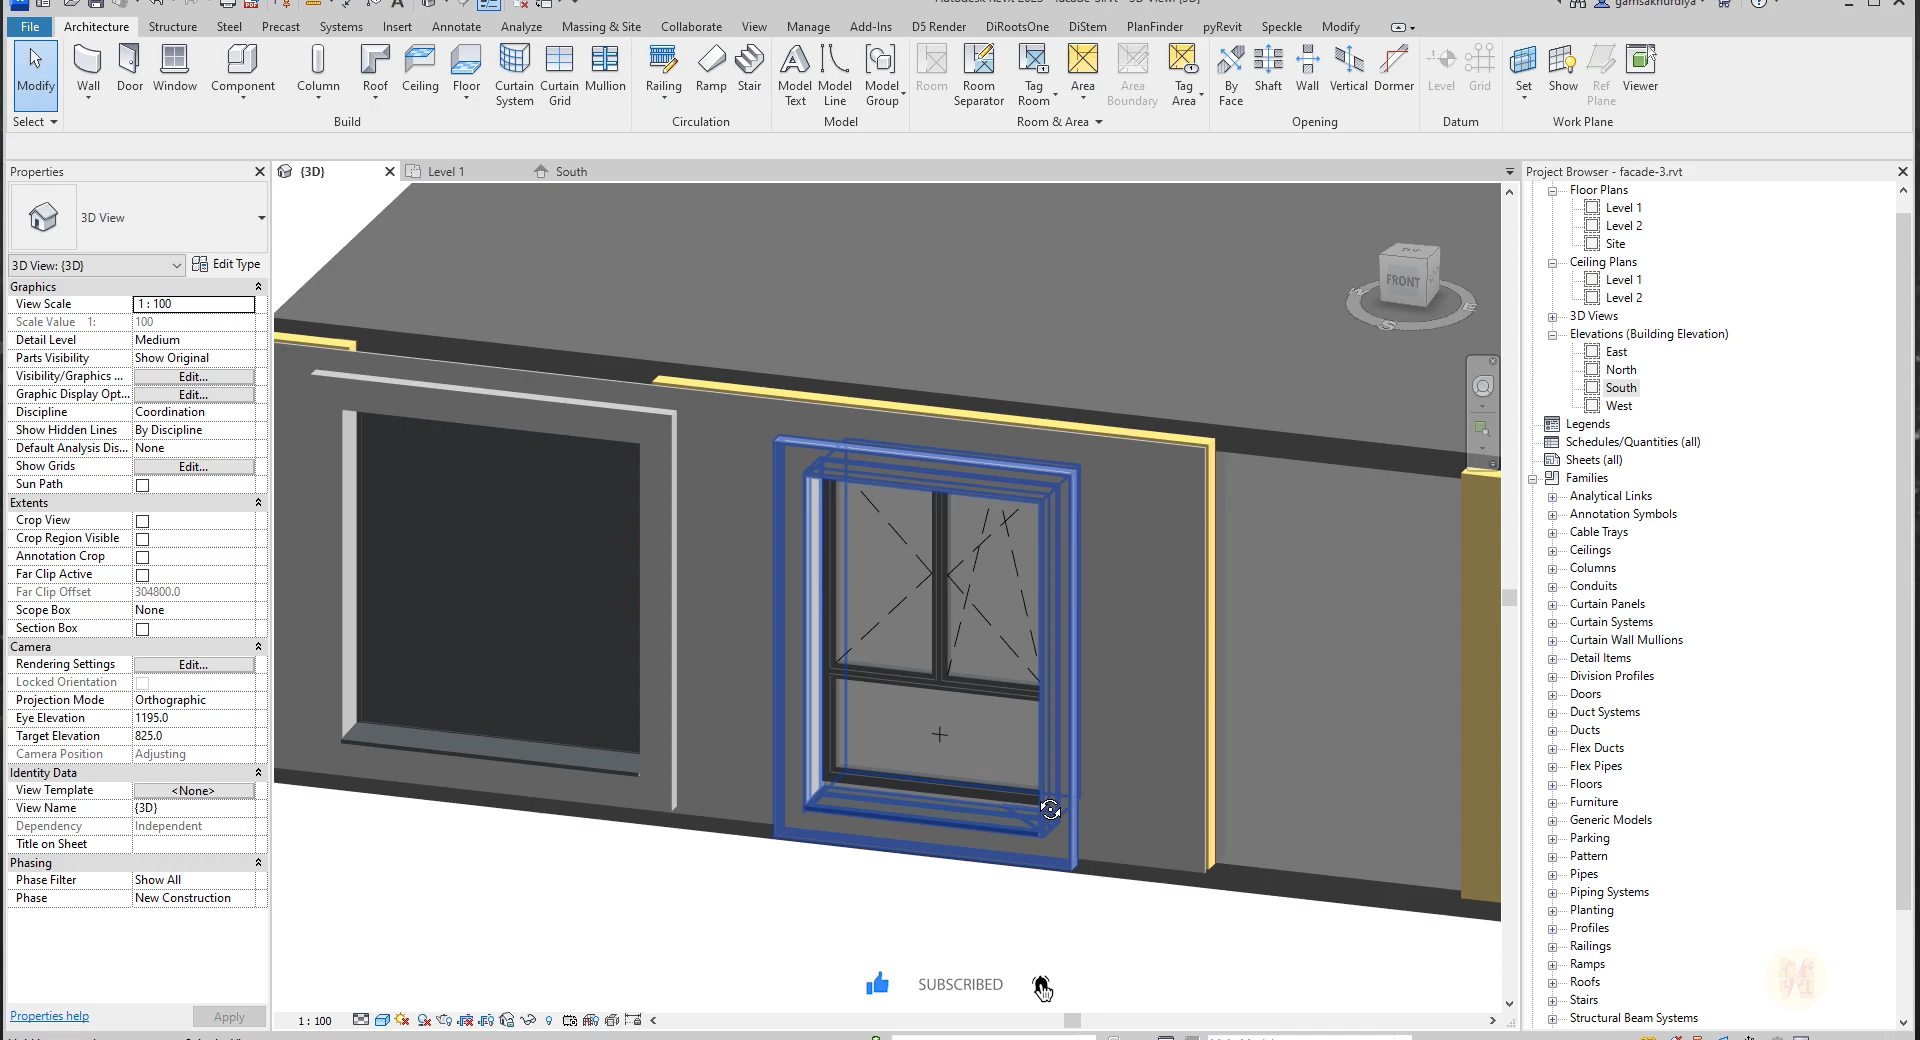 Autodesk Revit 2023 - facade-3.rvt - 3D View: {3D}
gamsakhurdiya
File
Architecture
Structure
Steel
Precast
Systems
Insert
Annotate
Analyze
Massing & Site
Collaborate
View
Manage
Add-Ins
D5 Render
DiRootsOne
DiStem
PlanFinder
pyRevit
Speckle
Modify
Modify
Wall
Door
Window
Component
Column
Roof
Ceiling
Floor
Curtain System
Curtain Grid
Mullion
Railing
Ramp
Stair
Model Text
Model Line
Model Group
Room
Room Separator
Tag Room
Area
Area Boundary
Tag Area
By Face
Shaft
Wall
Vertical
Dormer
Level
Grid
Set
Show
Ref Plane
Viewer
Select
Build
Circulation
Model
Room & Area
Opening
Datum
Work Plane
Properties
3D View
3D View: {3D}
Edit Type
Graphics
View Scale 1 : 100
Scale Value 1: 100
Detail Level Medium
Parts Visibility Show Original
Visibility/Graphics ... Edit...
Graphic Display Opt... Edit...
Discipline Coordination
Show Hidden Lines By Discipline
Default Analysis Dis... None
Show Grids Edit...
Sun Path
Extents
Crop View
Crop Region Visible
Annotation Crop
Far Clip Active
Far Clip Offset 304800.0
Scope Box None
Section Box
Camera
Rendering Settings Edit...
Locked Orientation
Projection Mode Orthographic
Eye Elevation 1195.0
Target Elevation 825.0
Camera Position Adjusting
Identity Data
View Template <None>
View Name {3D}
Dependency Independent
Title on Sheet
Phasing
Phase Filter Show All
Phase New Construction
Properties help
Apply
{3D}
Level 1
South
TOP
FRONT
W
S
E
SUBSCRIBED
1 : 100
Project Browser - facade-3.rvt
Floor Plans
Level 1
Level 2
Site
Ceiling Plans
Level 1
Level 2
3D Views
Elevations (Building Elevation)
East
North
South
West
Legends
Schedules/Quantities (all)
Sheets (all)
Families
Analytical Links
Annotation Symbols
Cable Trays
Ceilings
Columns
Conduits
Curtain Panels
Curtain Systems
Curtain Wall Mullions
Detail Items
Division Profiles
Doors
Duct Systems
Ducts
Flex Ducts
Flex Pipes
Floors
Furniture
Generic Models
Parking
Pattern
Pipes
Piping Systems
Planting
Profiles
Railings
Ramps
Roofs
Stairs
Structural Beam Systems